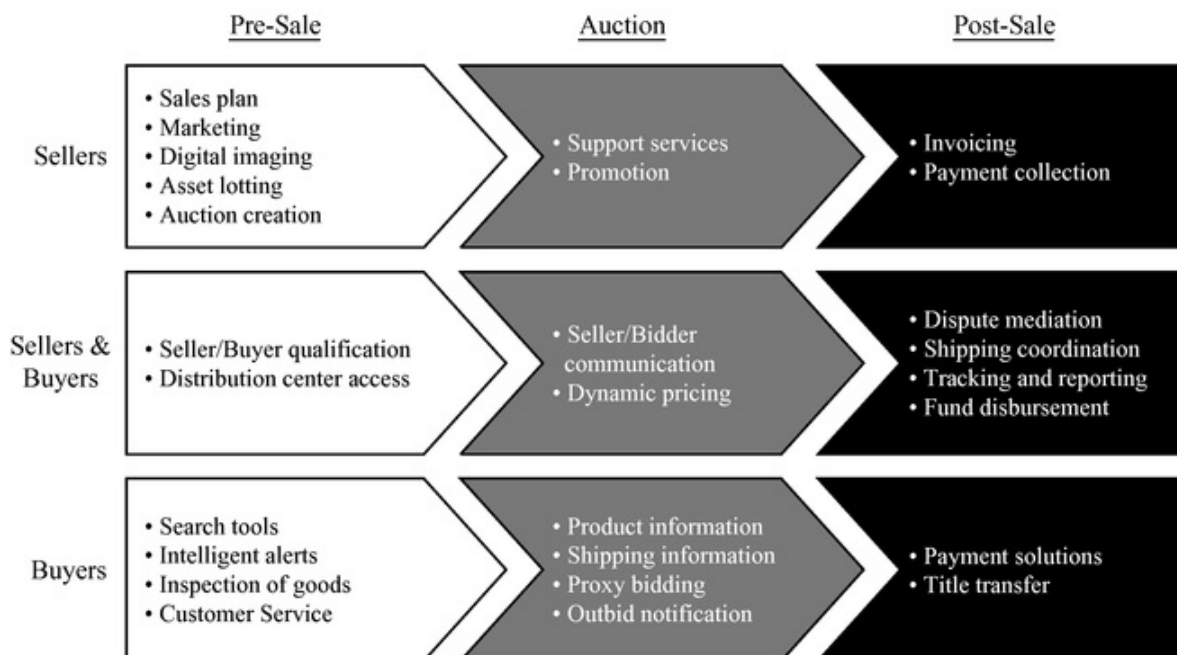 Pre-Sale
Auction
Post-Sale
Sellers
• Sales plan
• Marketing
• Digital imaging
• Asset lotting
• Auction creation
• Support services
• Promotion
• Invoicing
• Payment collection
Sellers &
Buyers
• Seller/Buyer qualification
• Distribution center access
• Seller/Bidder
communication
• Dynamic pricing
• Dispute mediation
• Shipping coordination
• Tracking and reporting
• Fund disbursement
Buyers
• Search tools
• Intelligent alerts
• Inspection of goods
• Customer Service
• Product information
• Shipping information
• Proxy bidding
• Outbid notification
• Payment solutions
• Title transfer